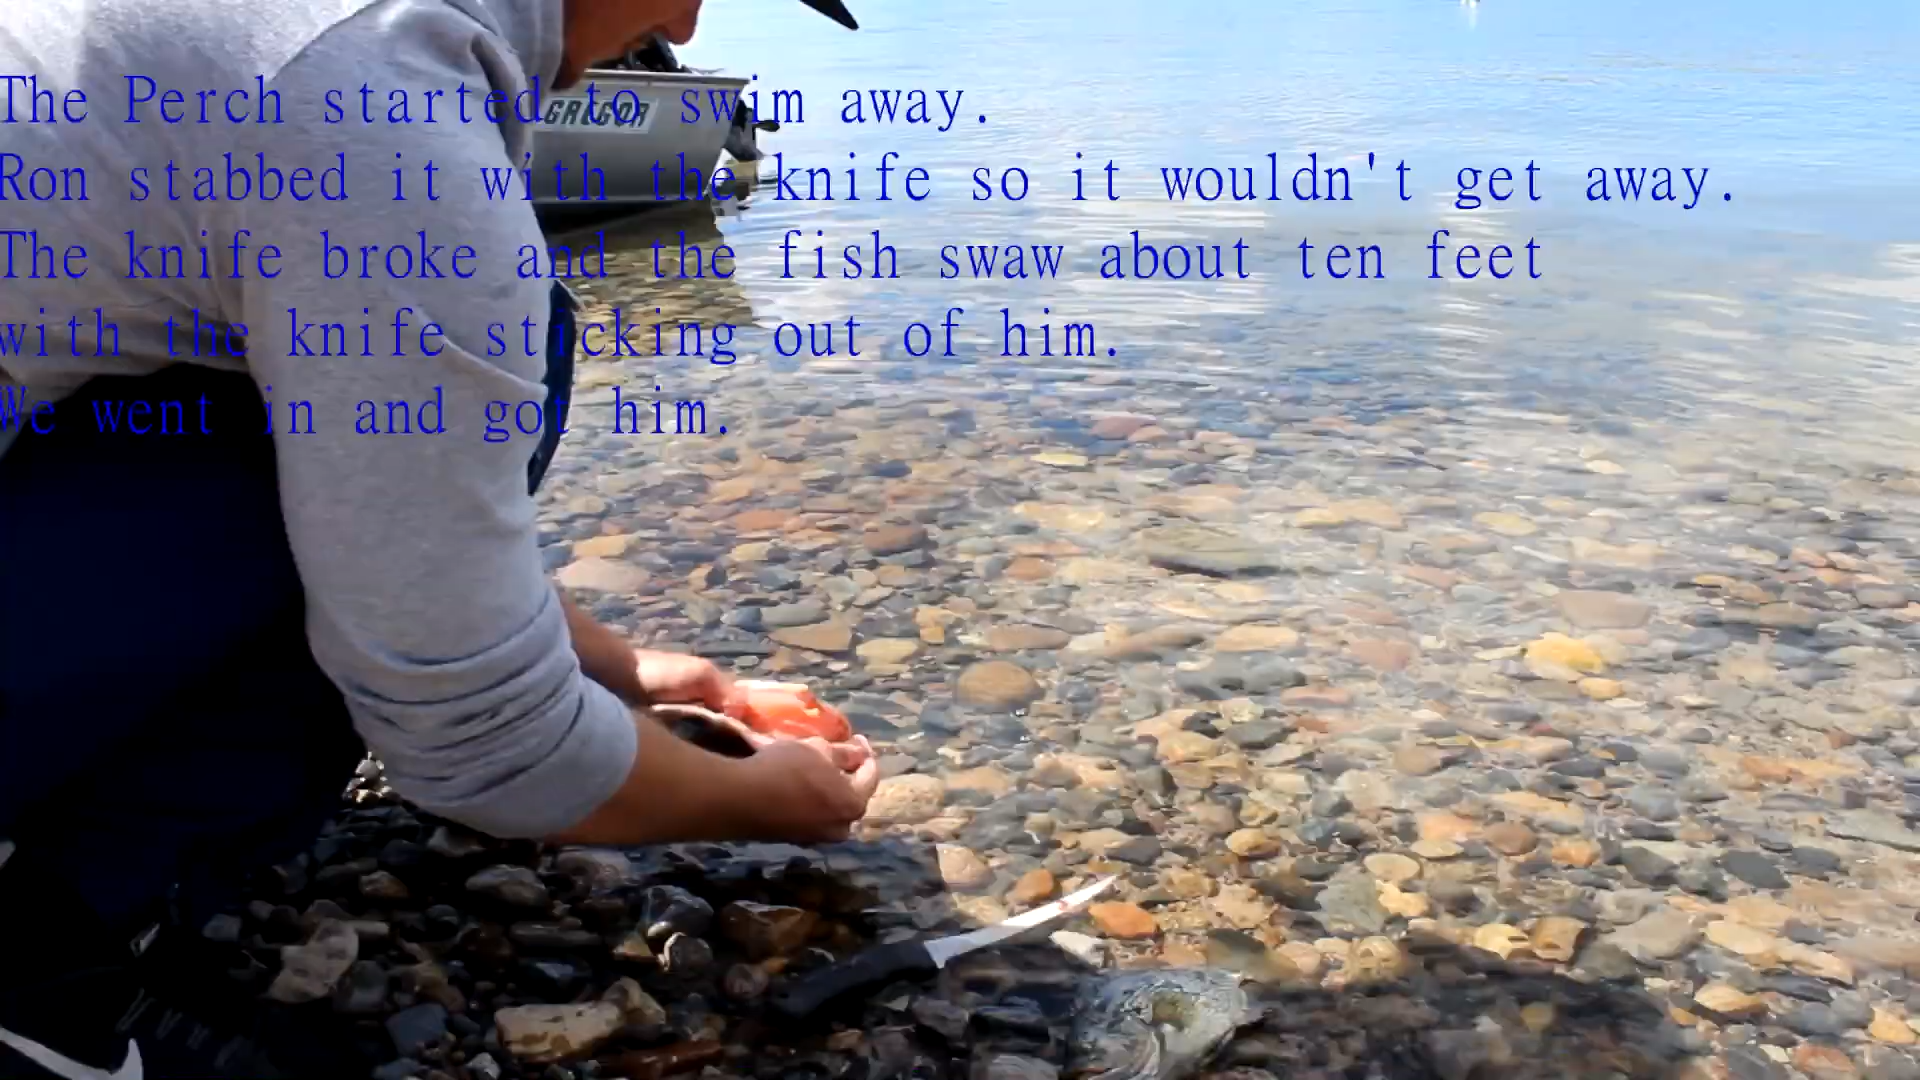 The Perch started to swim away.
Ron stabbed it with the knife so it wouldn't get away.
The knife broke and the fish swaw about ten feet
with the knife sticking out of him.
We went in and got him.
GREGOR